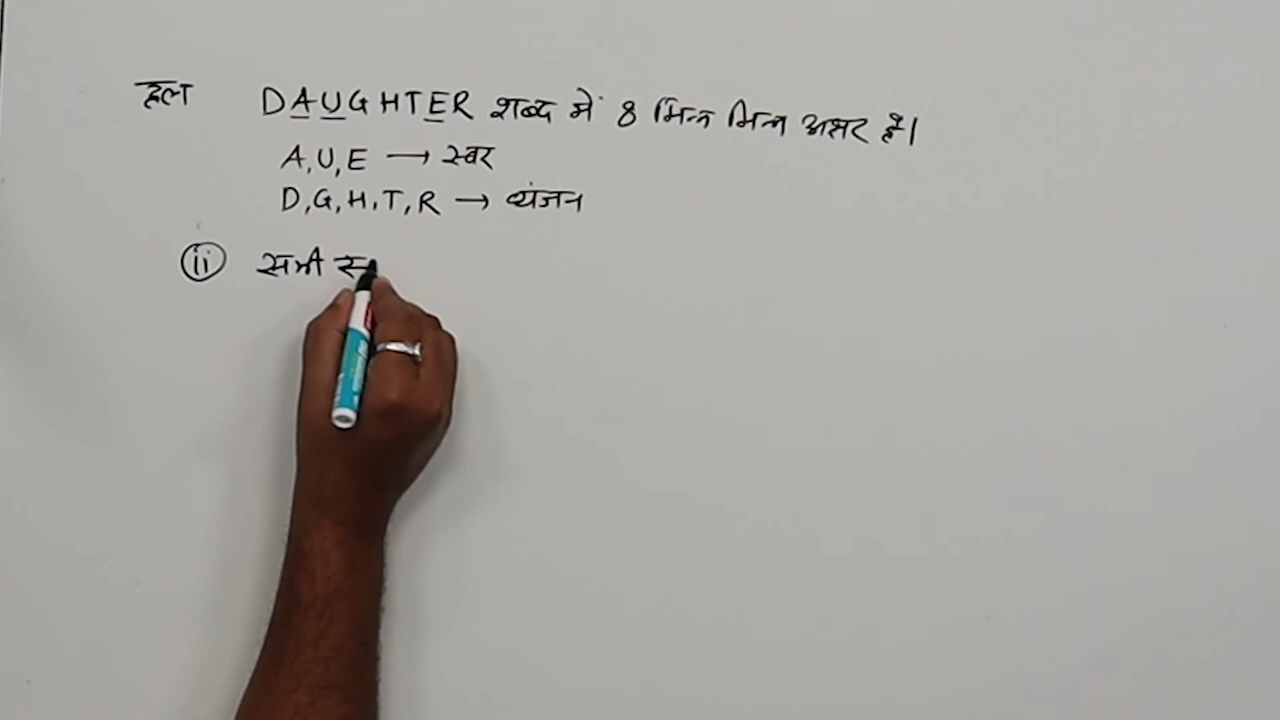 हल DAUGHTER शब्द में 8 भिन्न भिन्न अक्षर हैं।
A, U, E → स्वर
D, G, H, T, R → व्यंजन
(ii) सभी स